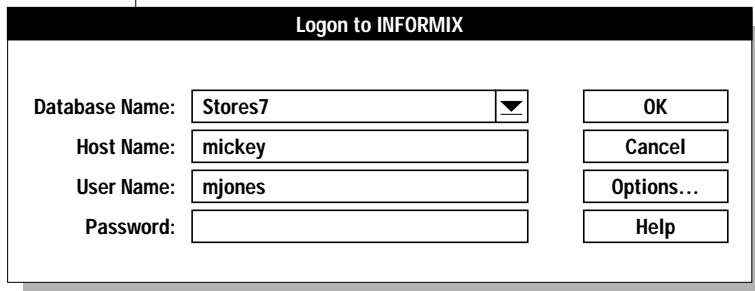 Logon to INFORMIX
Database Name: Stores7 OK
Host Name: mickey Cancel
User Name: mjones Options...
Password: Help